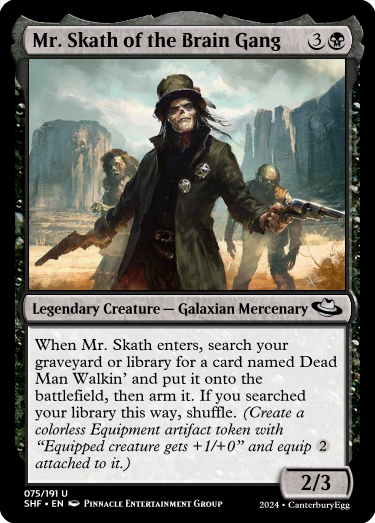 Mr. Skath of the Brain Gang 3
Legendary Creature — Galaxian Mercenary
When Mr. Skath enters, search your
graveyard or library for a card named Dead
Man Walkin’ and put it onto the
battlefield, then arm it. If you searched
your library this way, shuffle. (Create a
colorless Equipment artifact token with
“Equipped creature gets +1/+0” and equip 2
attached to it.)
2/3
075/191 U
SHF • EN Pinnacle Entertainment Group
2024 • CanterburyEgg